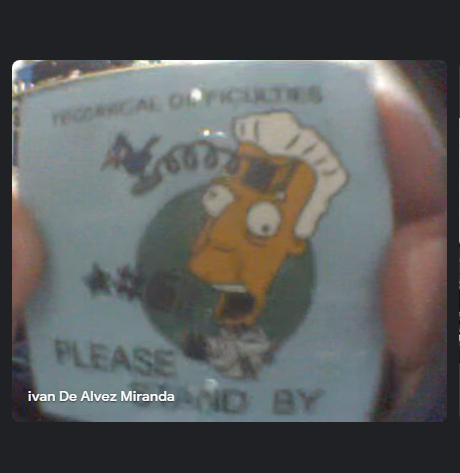 TECHNICAL DIFFICULTIES
PLEASE
STAND BY
ivan De Alvez Miranda